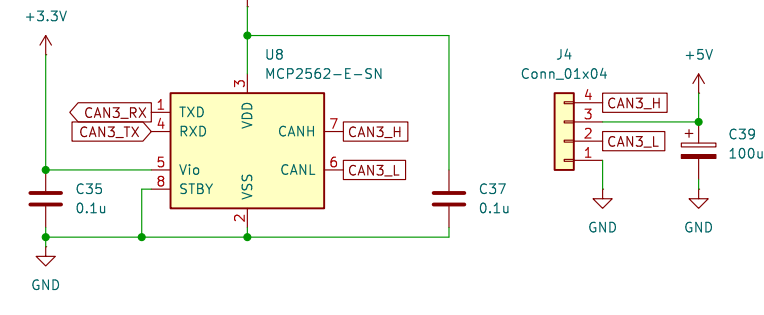 +3.3V
U8
MCP2562-E-SN
J4
Conn_01x04
+5V
3
VDD
CAN3_RX 1 TXD
CAN3_TX 4 RXD
CANH 7 CAN3_H
5 Vio
8 STBY
CANL 6 CAN3_L
VSS
2
C35
0.1u
C37
0.1u
4 CAN3_H
3
2 CAN3_L
1
+
C39
100u
GND
GND
GND